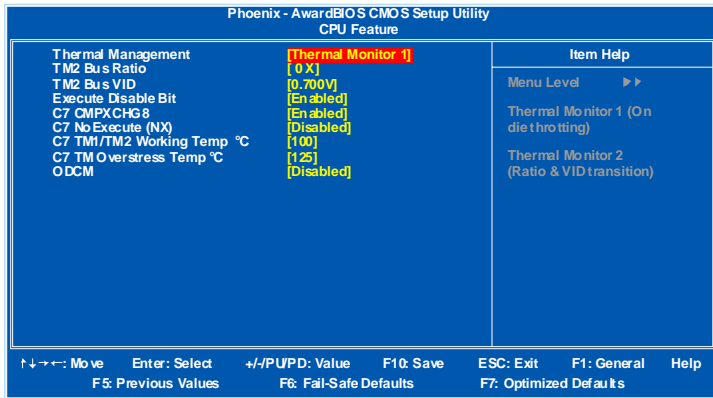 Phoenix - AwardBIOS CMOS Setup Utility
CPU Feature
Thermal Management [Thermal Monitor 1]
TM2 Bus Ratio [ 0 X]
TM2 Bus VID [0.700V]
Execute Disable Bit [Enabled]
C7 CMPXCHG8 [Enabled]
C7 NoExecute (NX) [Disabled]
C7 TM1/TM2 Working Temp °C [100]
C7 TM Overstress Temp °C [125]
ODCM [Disabled]
Item Help
Menu Level ▶▶
Thermal Monitor 1 (On
die throtting)
Thermal Monitor 2
(Ratio & VID transition)
↑↓→←: Move Enter: Select +/-/PU/PD: Value F10: Save ESC: Exit F1: General Help
F5: Previous Values F6: Fail-Safe Defaults F7: Optimized Defaults